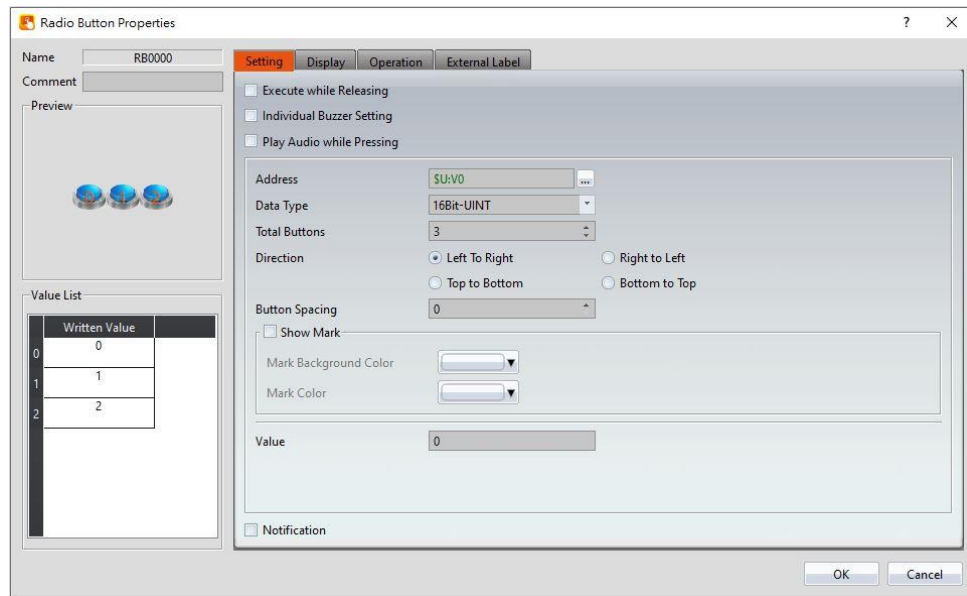 Radio Button Properties
Name RB0000
Comment
Preview
0 1 2
Value List
Written Value
0 0
1 1
2 2
Setting Display Operation External Label
Execute while Releasing
Individual Buzzer Setting
Play Audio while Pressing
Address $U:V0 ...
Data Type 16Bit-UINT
Total Buttons 3
Direction Left To Right Right to Left
Top to Bottom Bottom to Top
Button Spacing 0
Show Mark
Mark Background Color
Mark Color
Value 0
Notification
OK Cancel